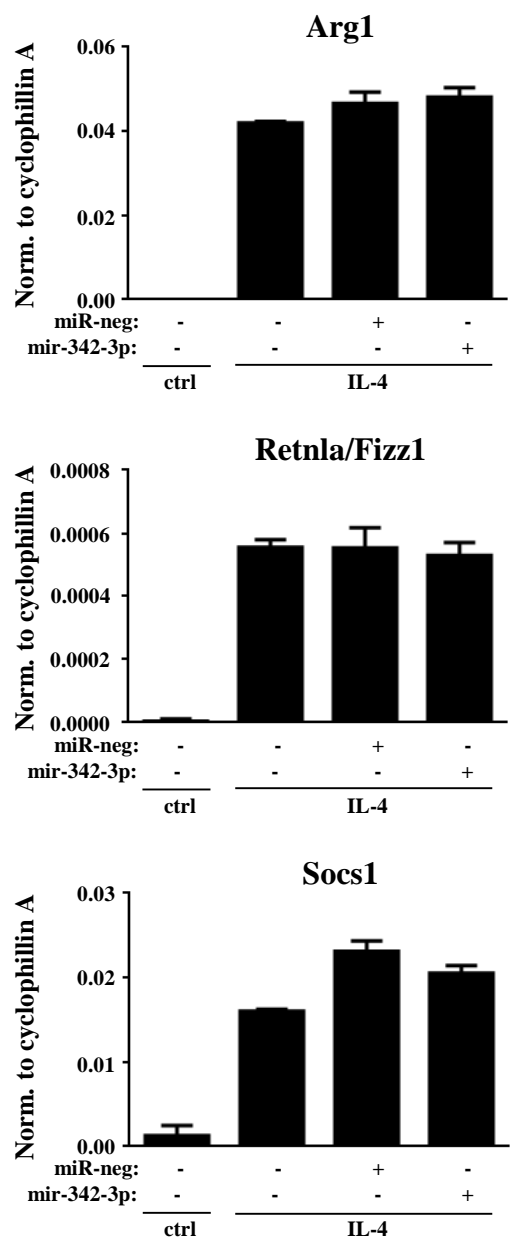 Arg1
Norm. to cyclophillin A
0.06
0.04
0.02
0.00
miR-neg: - - + -
mir-342-3p: - - - +
ctrl IL-4
Retnla/Fizz1
Norm. to cyclophillin A
0.0008
0.0006
0.0004
0.0002
0.0000
miR-neg: - - + -
mir-342-3p: - - - +
ctrl IL-4
Socs1
Norm. to cyclophillin A
0.03
0.02
0.01
0.00
miR-neg: - - + -
mir-342-3p: - - - +
ctrl IL-4